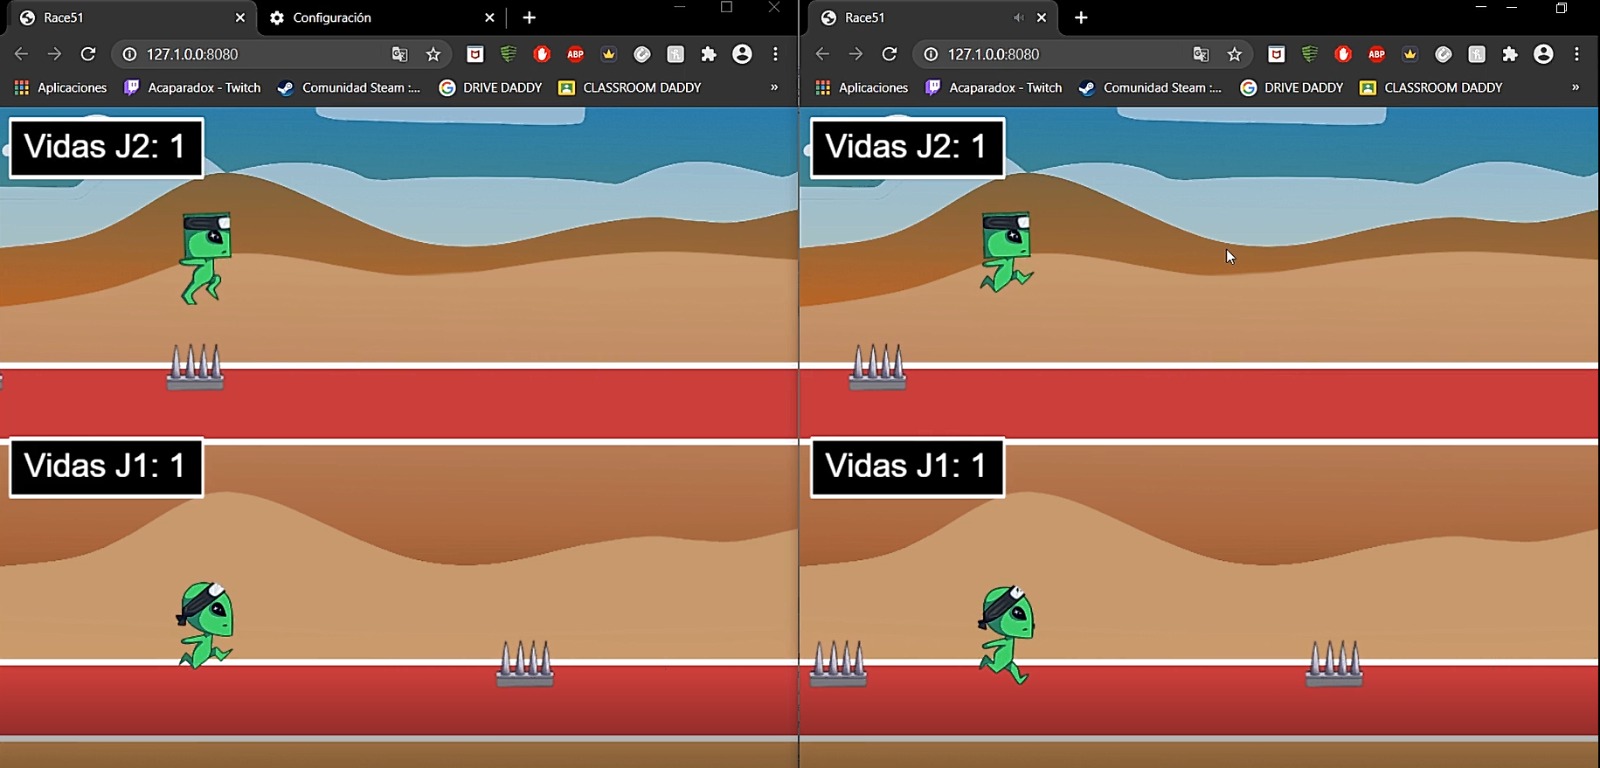 Race51
Configuración
127.1.0.0:8080
ABP
Aplicaciones
Acaparadox - Twitch
Comunidad Steam :...
DRIVE DADDY
CLASSROOM DADDY
»
Vidas J2: 1
Vidas J1: 1
Race51
127.1.0.0:8080
ABP
Aplicaciones
Acaparadox - Twitch
Comunidad Steam :...
DRIVE DADDY
CLASSROOM DADDY
»
Vidas J2: 1
Vidas J1: 1